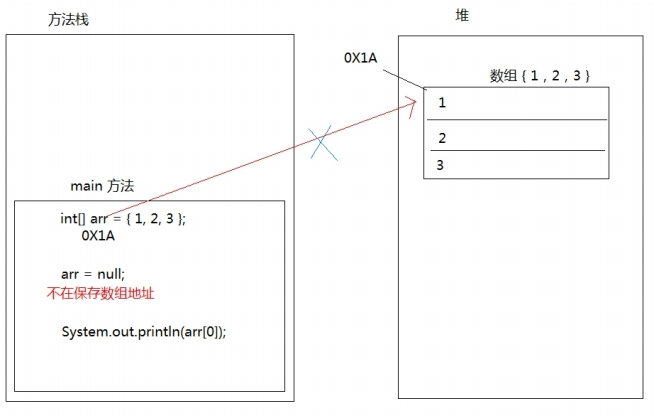 方法栈
堆
0X1A
数组 { 1 , 2 , 3 }
1
2
3
main 方法
int[] arr = { 1, 2, 3 };
0X1A
arr = null;
不在保存数组地址
System.out.println(arr[0]);